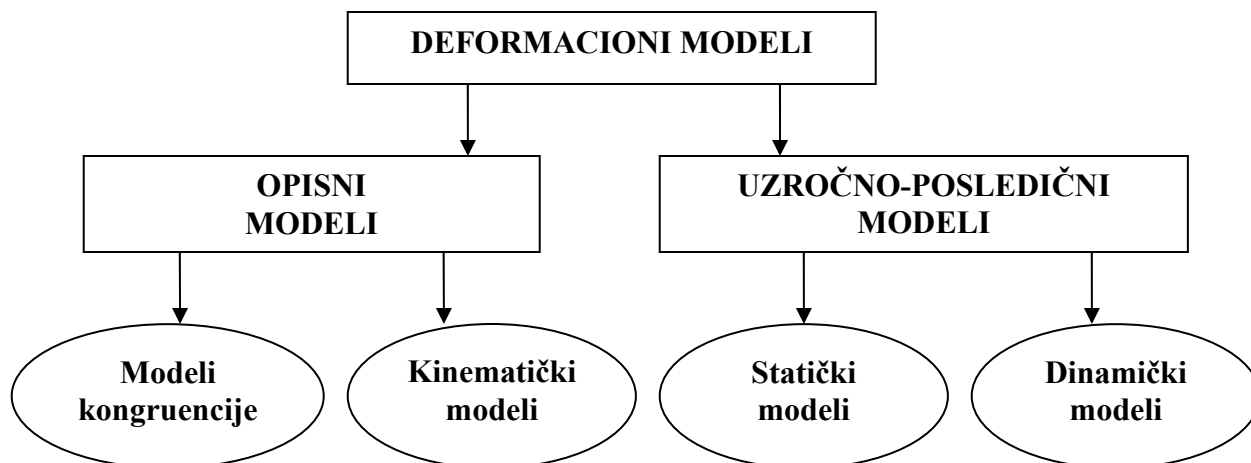 DEFORMACIONI MODELI
OPISNI
MODELI
UZROČNO-POSLEDIČNI
MODELI
Modeli
kongruencije
Kinematički
modeli
Statički
modeli
Dinamički
modeli